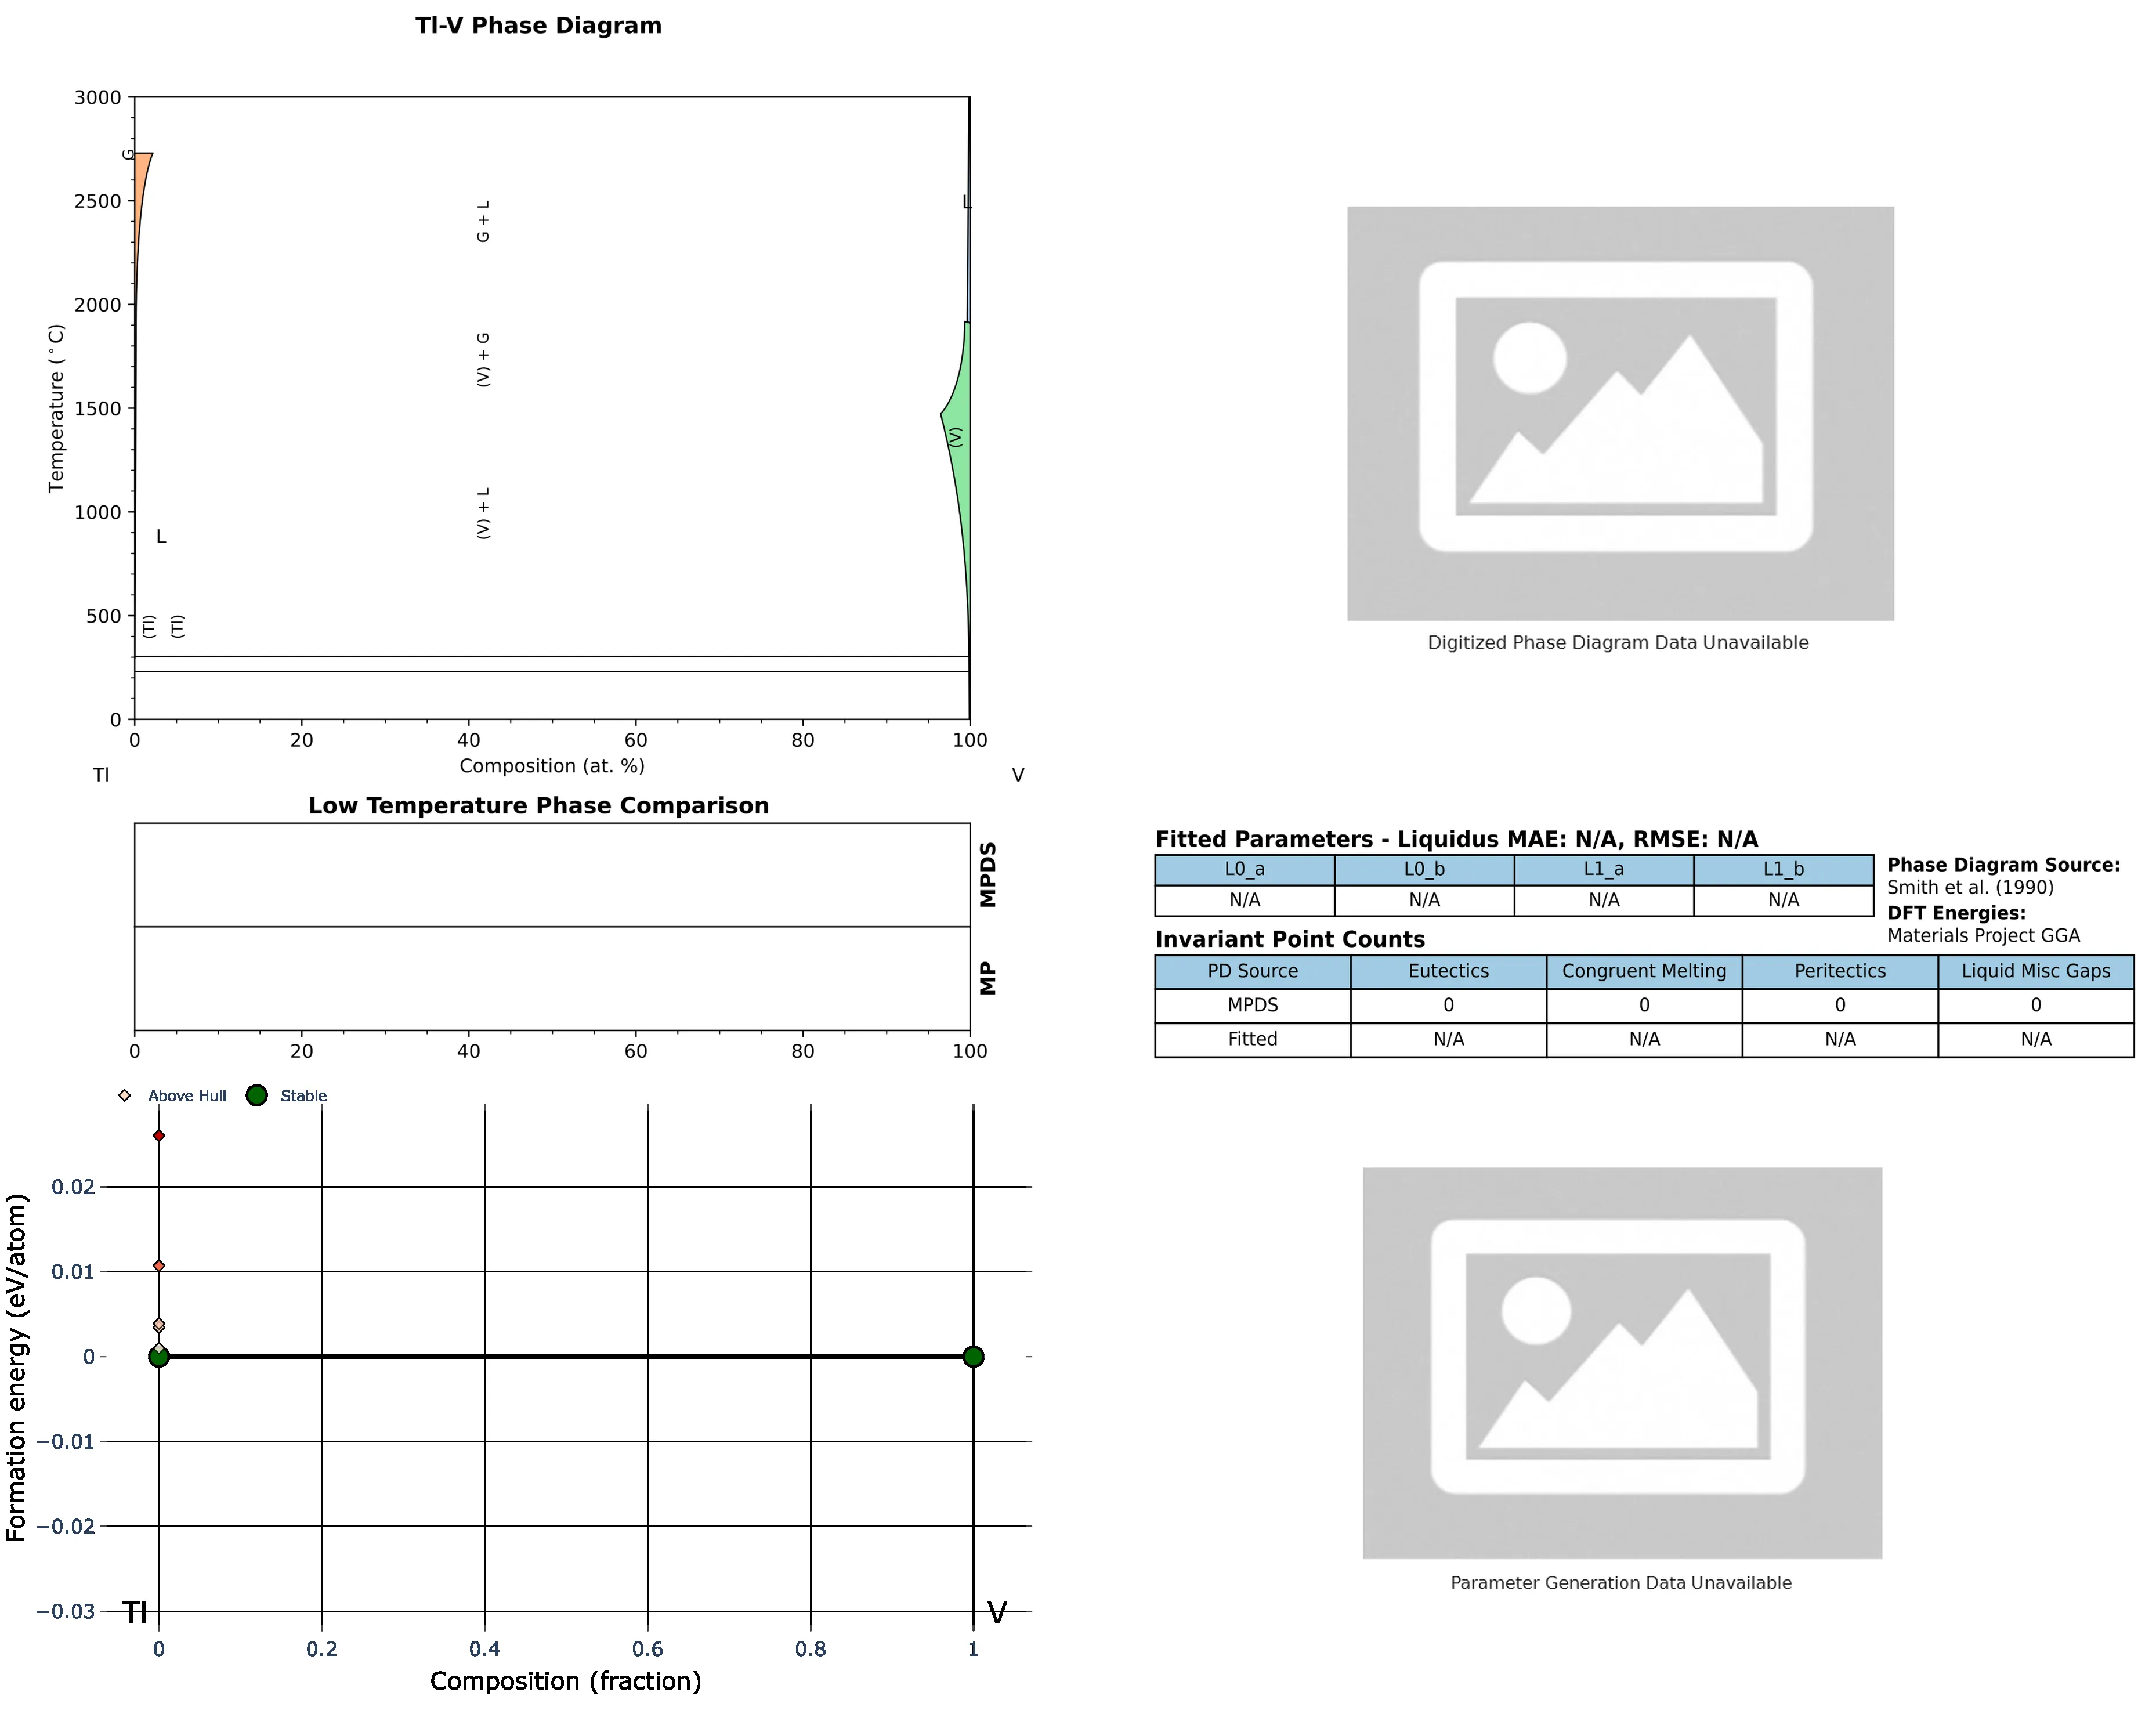 Tl-V Phase Diagram
3000
2500
2000
1500
1000
500
0
Temperature (°C)
G
L
(Tl)
(Tl)
G + L
(V) + G
(V) + L
L
(V)
0
20
40
60
80
100
Composition (at. %)
Tl
V
Digitized Phase Diagram Data Unavailable
Low Temperature Phase Comparison
MPDS
MP
0
20
40
60
80
100
Fitted Parameters - Liquidus MAE: N/A, RMSE: N/A
L0_a L0_b L1_a L1_b
N/A N/A N/A N/A
Phase Diagram Source:
Smith et al. (1990)
DFT Energies:
Materials Project GGA
Invariant Point Counts
PD Source Eutectics Congruent Melting Peritectics Liquid Misc Gaps
MPDS 0 0 0 0
Fitted N/A N/A N/A N/A
Above Hull Stable
0.02
0.01
0
−0.01
−0.02
−0.03
Formation energy (eV/atom)
Tl
V
0
0.2
0.4
0.6
0.8
1
Composition (fraction)
Parameter Generation Data Unavailable